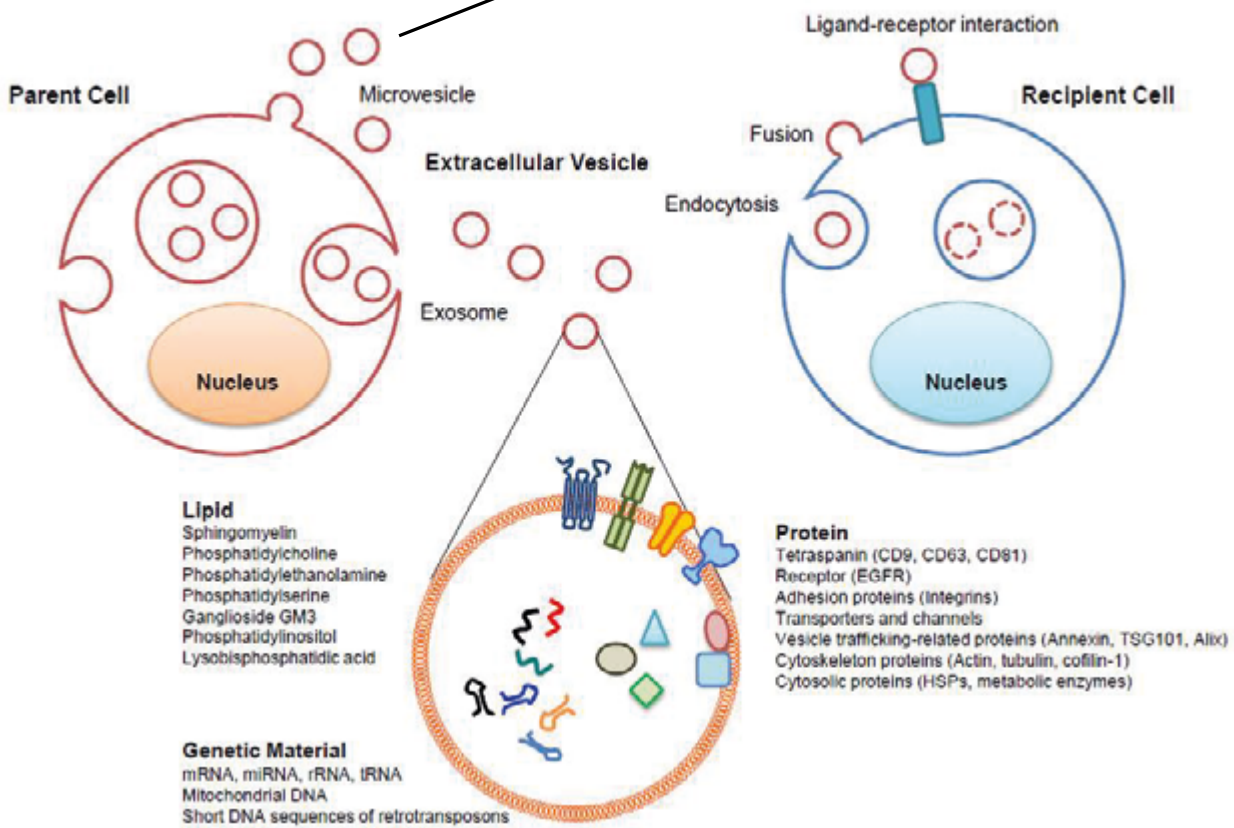 Ligand-receptor interaction
Parent Cell
Microvesicle
Recipient Cell
Fusion
Extracellular Vesicle
Endocytosis
Exosome
Nucleus
Nucleus
Lipid
Sphingomyelin
Phosphatidylcholine
Phosphatidylethanolamine
Phosphatidylserine
Ganglioside GM3
Phosphatidylinositol
Lysobisphosphatidic acid
Protein
Tetraspanin (CD9, CD63, CD81)
Receptor (EGFR)
Adhesion proteins (Integrins)
Transporters and channels
Vesicle trafficking-related proteins (Annexin, TSG101, Alix)
Cytoskeleton proteins (Actin, tubulin, cofilin-1)
Cytosolic proteins (HSPs, metabolic enzymes)
Genetic Material
mRNA, miRNA, rRNA, tRNA
Mitochondrial DNA
Short DNA sequences of retrotransposons